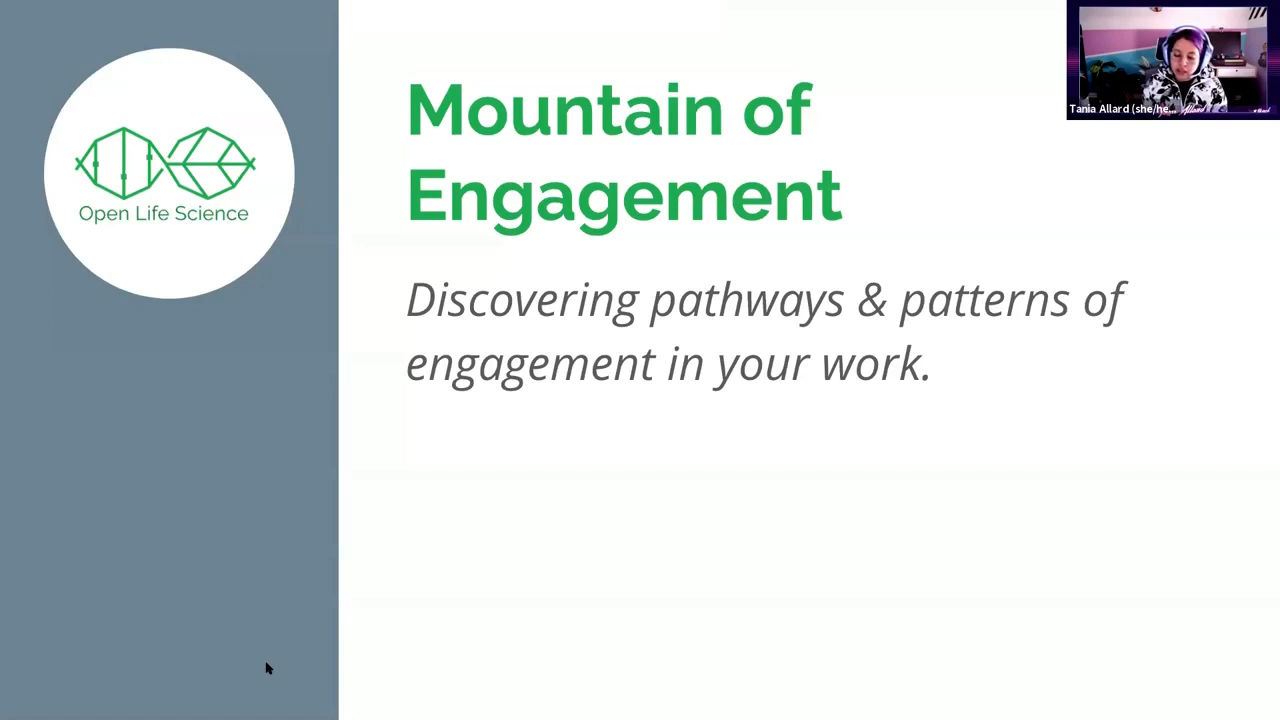 Open Life Science
Mountain of
Engagement
Discovering pathways & patterns of
engagement in your work.
Tania Allard (she/he...